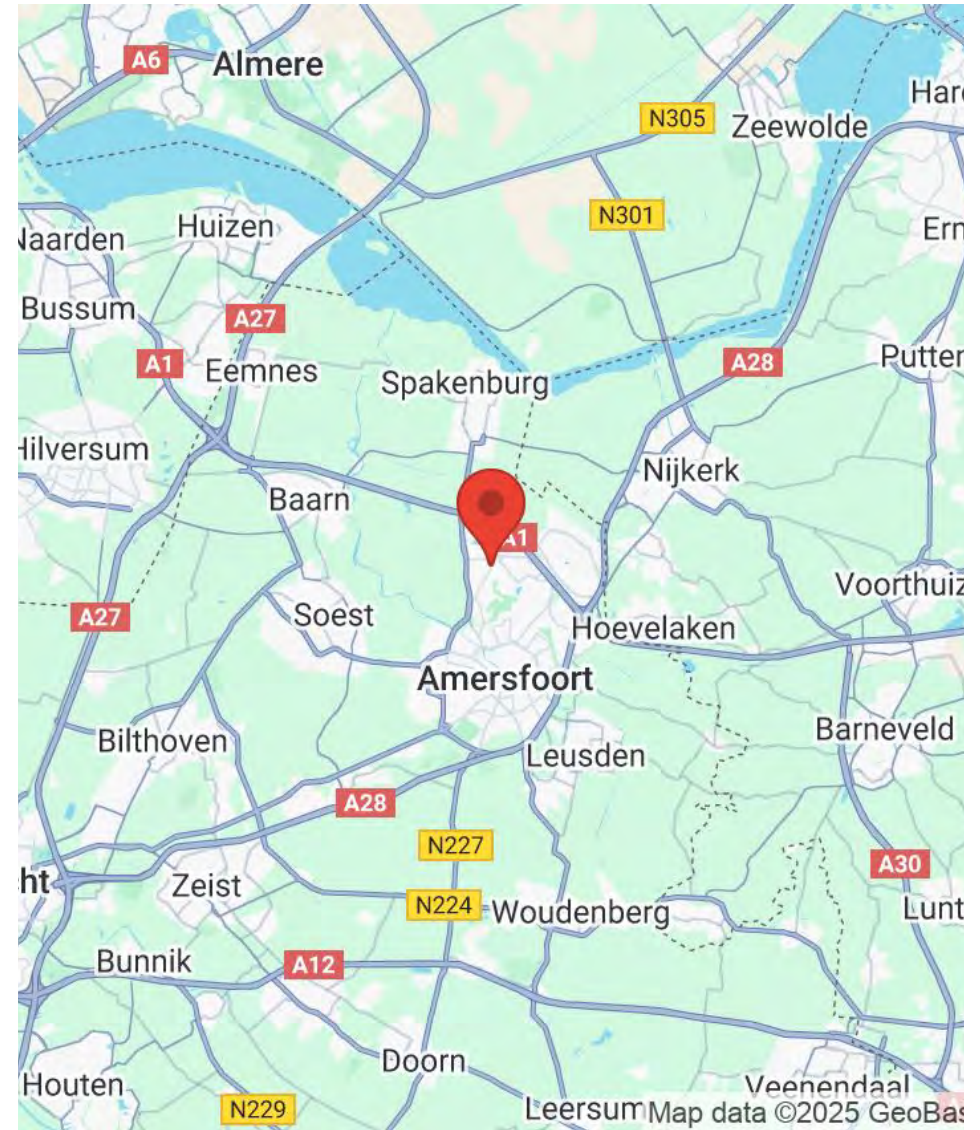 A6
Almere
Har
N305
Zeewolde
N301
Huizen
Naarden
Ern
Bussum
A27
A1
Eemnes
A28
Putter
Spakenburg
Hilversum
Nijkerk
Baarn
A1
Voorthuiz
A27
Soest
Hoevelaken
Amersfoort
Barneveld
Bilthoven
Leusden
A28
N227
A30
ht
Zeist
N224
Woudenberg
Lunt
Bunnik
A12
Doorn
Houten
Veenendaal
N229
Leersum
Map data ©2025 GeoBas